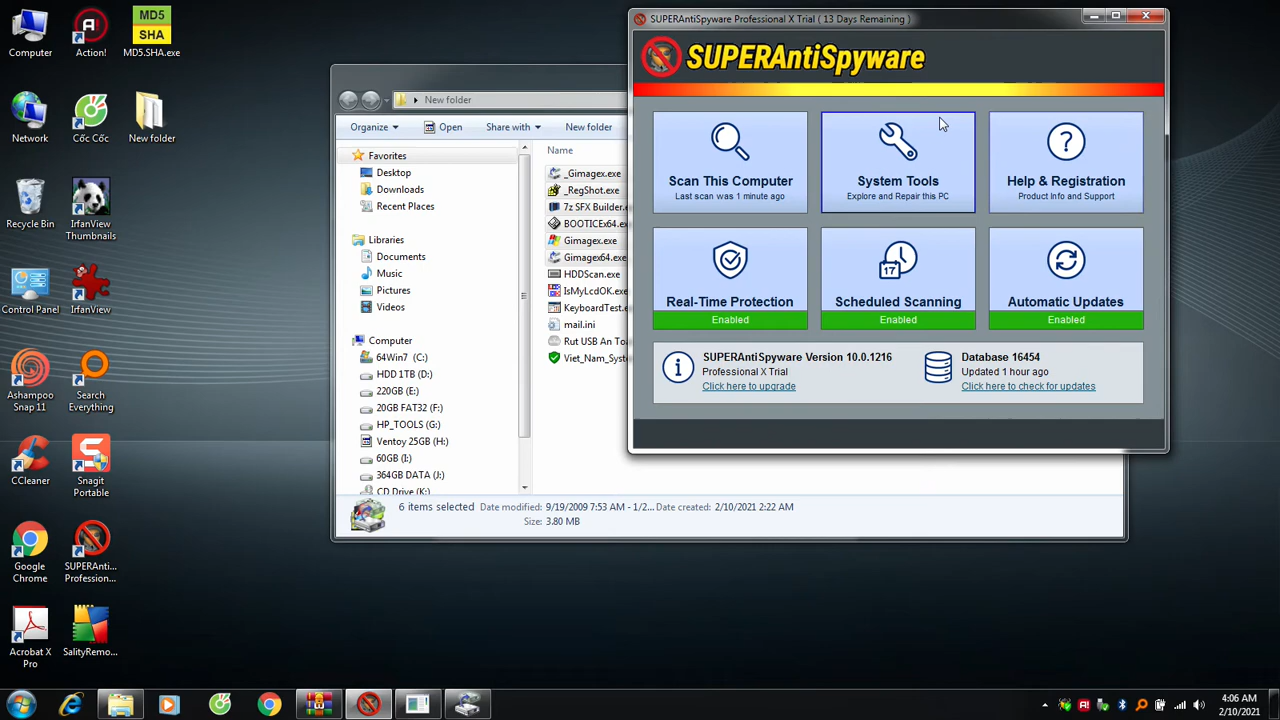 Computer
Action!
MD5
SHA
MD5.SHA.exe
Network
Cốc Cốc
New folder
Recycle Bin
IrfanView
Thumbnails
Control Panel
IrfanView
Ashampoo
Snap 11
Search
Everything
CCleaner
Snagit
Portable
Google
Chrome
SUPERAnti...
Profession...
Acrobat X
Pro
SalityRemo...
New folder
Organize
Open
Share with
New folder
Favorites
Desktop
Downloads
Recent Places
Libraries
Documents
Music
Pictures
Videos
Computer
64Win7 (C:)
HDD 1TB (D:)
220GB (E:)
20GB FAT32 (F:)
HP_TOOLS (G:)
Ventoy 25GB (H:)
60GB (I:)
364GB DATA (J:)
CD Drive (K:)
Name
_Gimagex.exe
_RegShot.exe
7z SFX Builder.ex
BOOTICEx64.exe
Gimagex.exe
Gimagex64.exe
HDDScan.exe
IsMyLcdOK.exe
KeyboardTest.e
mail.ini
Rut USB An To
Viet_Nam_Syste
6 items selected
Date modified: 9/19/2009 7:53 AM - 1/2...
Date created: 2/10/2021 2:22 AM
Size: 3.80 MB
SUPERAntiSpyware Professional X Trial ( 13 Days Remaining )
SUPERAntiSpyware
Scan This Computer
Last scan was 1 minute ago
System Tools
Explore and Repair this PC
?
Help & Registration
Product Info and Support
Real-Time Protection
Enabled
17
Scheduled Scanning
Enabled
Automatic Updates
Enabled
SUPERAntiSpyware Version 10.0.1216
Professional X Trial
Click here to upgrade
Database 16454
Updated 1 hour ago
Click here to check for updates
4:06 AM
2/10/2021